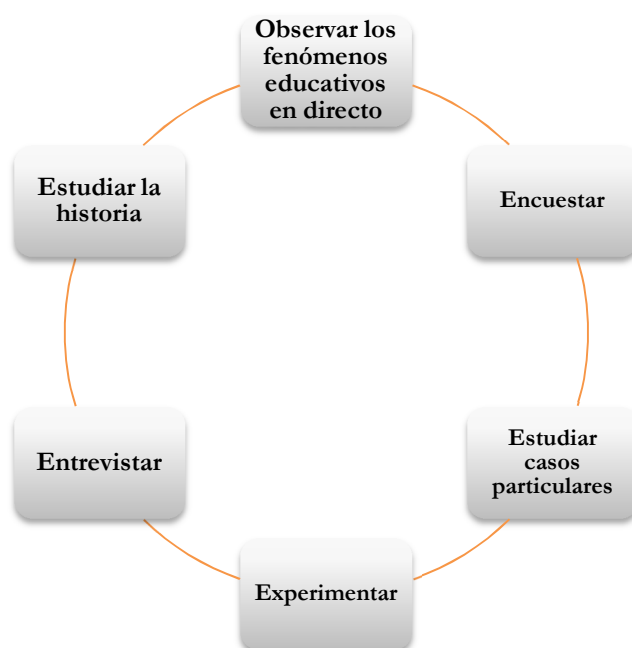 Observar los
fenómenos
educativos
en directo
Encuestar
Estudiar
casos
particulares
Experimentar
Entrevistar
Estudiar la
historia